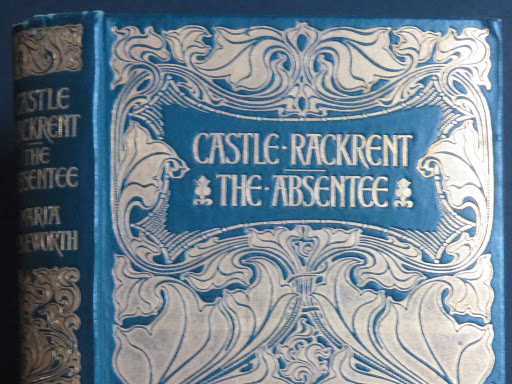 CASTLE
RACKRENT
THE
ABSENTEE
MARIA
CASTLE·RACKRENT
THE·ABSENTEE